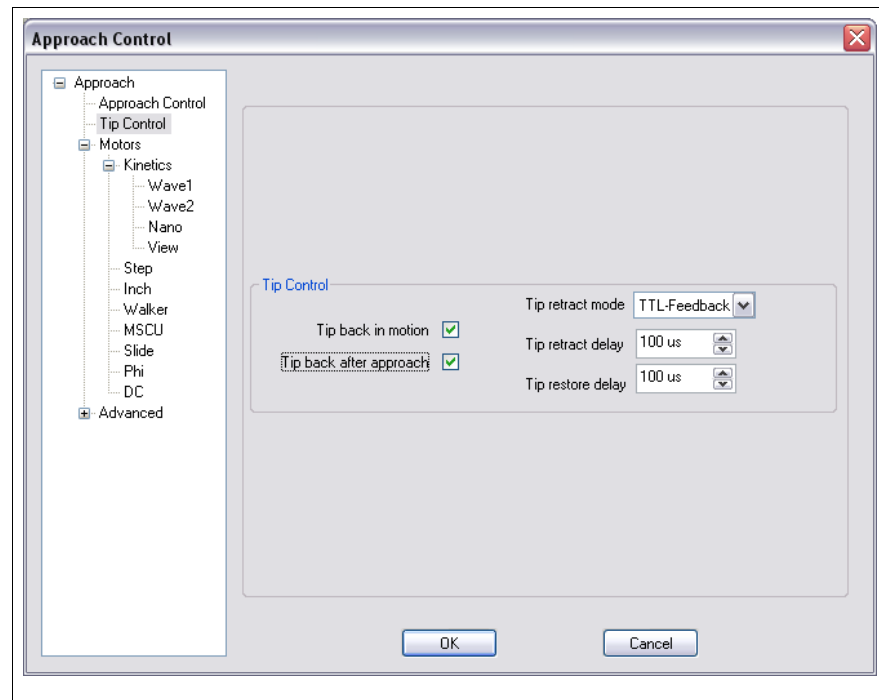 Approach Control
Approach
Approach Control
Tip Control
Motors
Kinetics
Wave1
Wave2
Nano
View
Step
Inch
Walker
MSCU
Slide
Phi
DC
Advanced
Tip Control
Tip back in motion
Tip back after approach
Tip retract mode TTL-Feedback
Tip retract delay 100 us
Tip restore delay 100 us
OK
Cancel